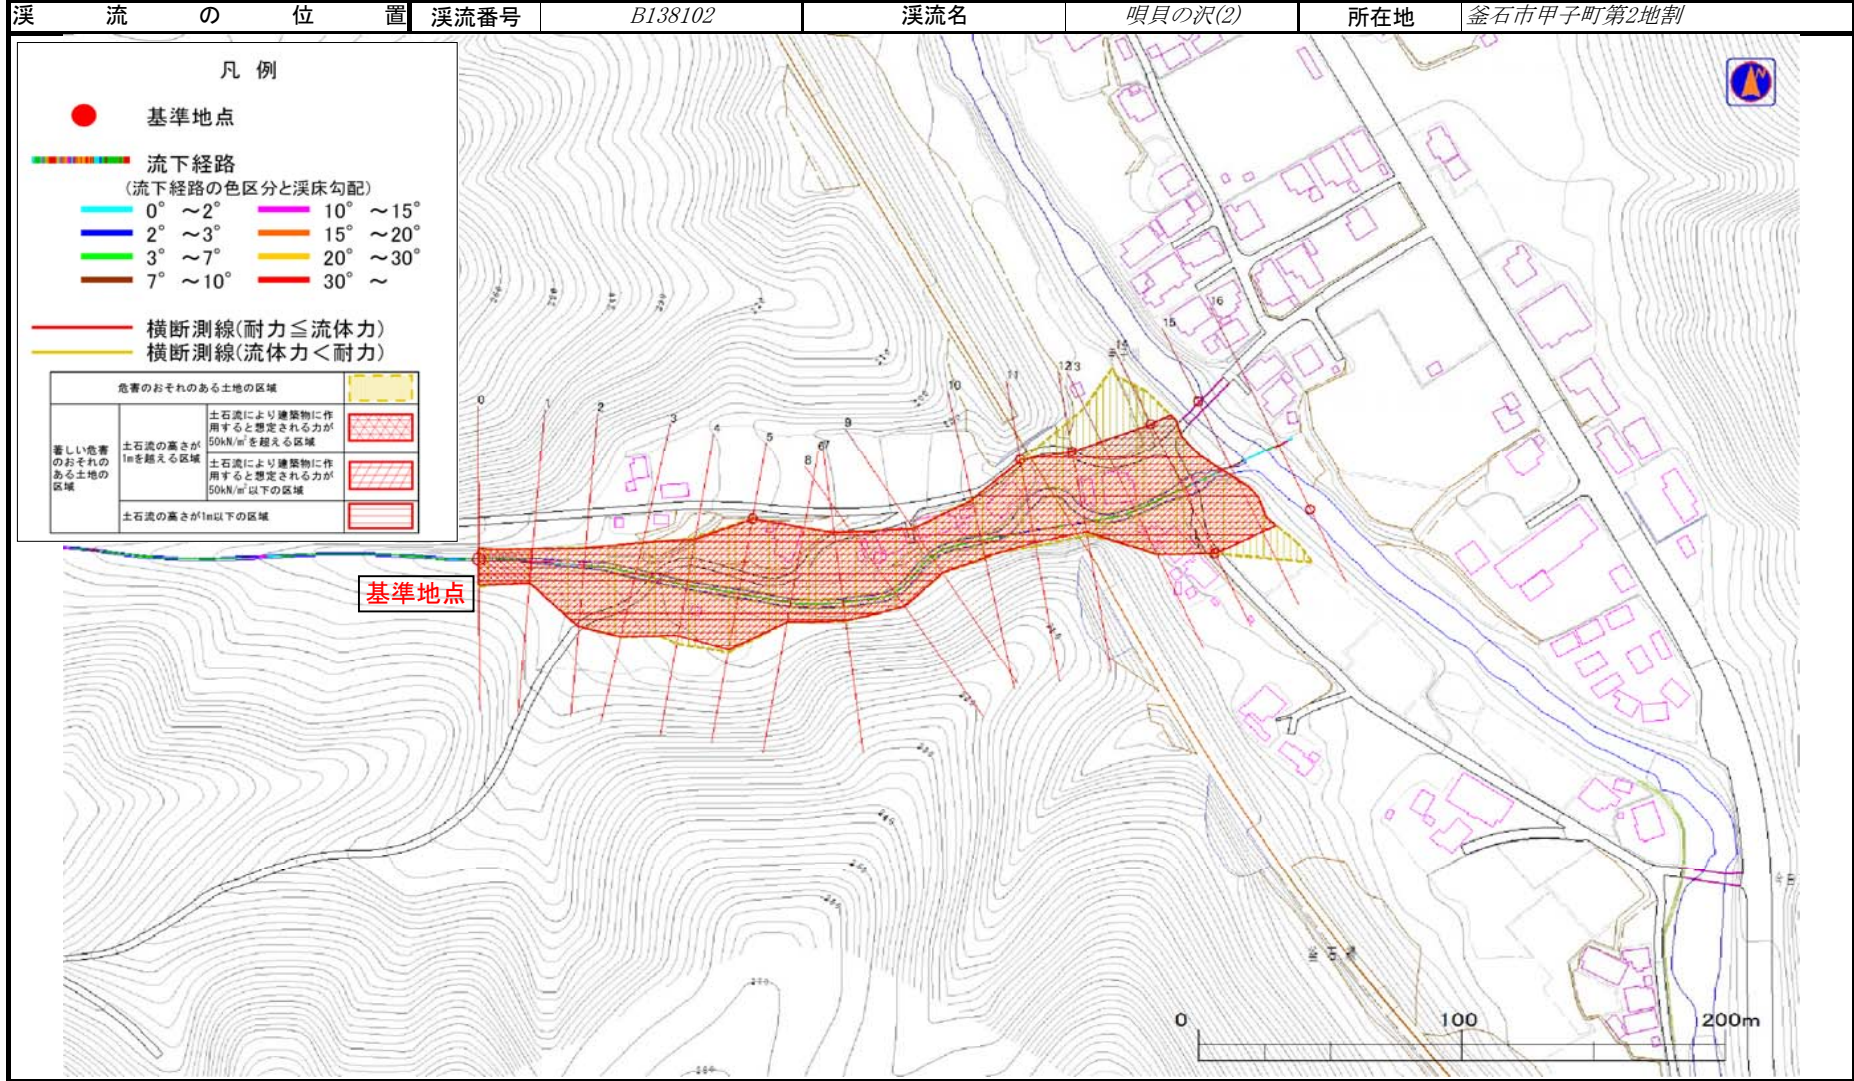 渓流の位置 渓流番号 B138102 渓流名 唄貝の沢(2) 所在地 釜石市甲子町第2地割
凡 例
基準地点
流下経路
(流下経路の色区分と渓床勾配)
0° ～2° 10° ～15°
2° ～3° 15° ～20°
3° ～7° 20° ～30°
7° ～10° 30° ～
横断測線(耐力≦流体力)
横断測線(流体力＜耐力)
危害のおそれのある土地の区域
著しい危害のおそれのある土地の区域
土石流の高さが1mを越える区域
土石流により建築物に作用すると想定される力が50kN/㎡を越える区域
土石流により建築物に作用すると想定される力が50kN/㎡以下の区域
土石流の高さが1m以下の区域
N
0
1
2
3
4
5
6
7
8
9
10
11
12
13
14
15
16
基準地点
0 100 200m